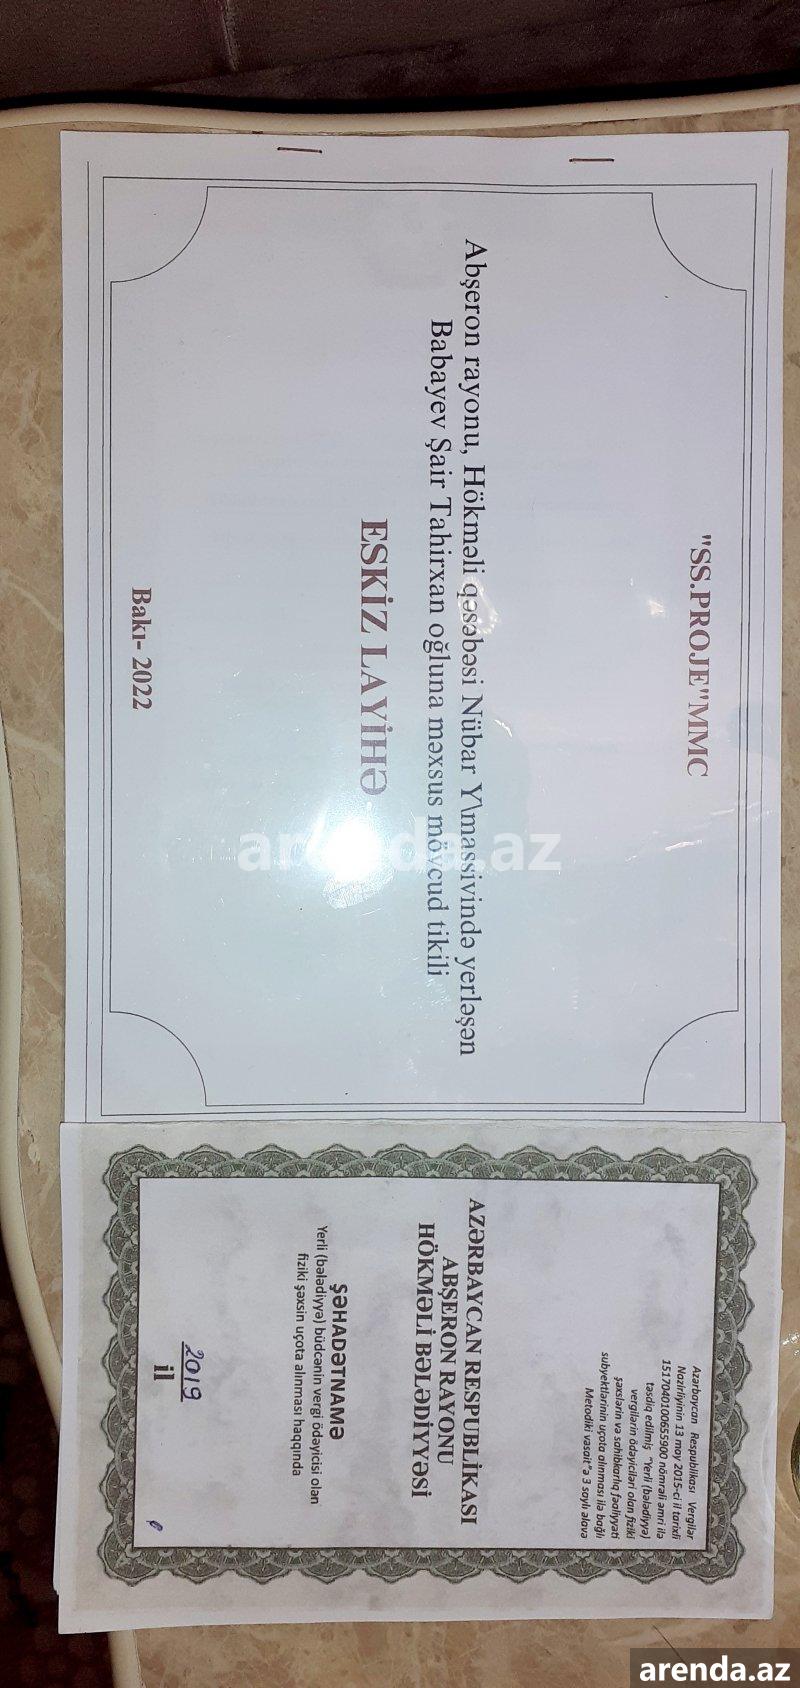 "SS.PROJE"MMC
Abşeron rayonu, Hökməli qəsəbəsi Nübar Y\massivində yerləşən
Babayev Şair Tahirxan oğluna məxsus mövcud tikili
ESKİZ LAYİHƏ
Bakı- 2022
Azərbaycan Respublikası Vergilər
Nazirliyinin 13 may 2015-ci il tarixli
1517040100655900 nömrəli əmri ilə
təsdiq edilmiş "Yerli (bələdiyyə)
vergilərin ödəyiciləri olan fiziki
şəxslərin və sahibkarlıq fəaliyyəti
subyektlərinin uçota alınması ilə bağlı
Metodiki vəsait"ə 3 saylı əlavə
AZƏRBAYCAN RESPUBLİKASI
ABŞERON RAYONU
HÖKMƏLİ BƏLƏDİYYƏSİ
ŞƏHADƏTNAMƏ
Yerli (bələdiyyə) büdcənin vergi ödəyicisi olan
fiziki şəxsin uçota alınması haqqında
2019
il
arenda.az
arenda.az